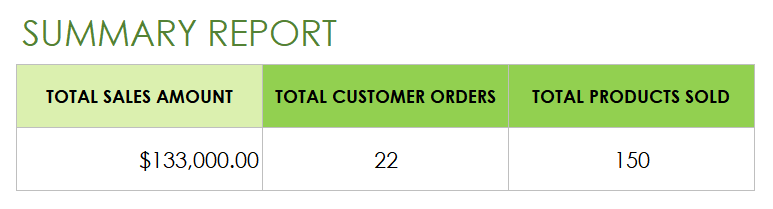 SUMMARY REPORT
TOTAL SALES AMOUNT TOTAL CUSTOMER ORDERS TOTAL PRODUCTS SOLD
$133,000.00 22 150